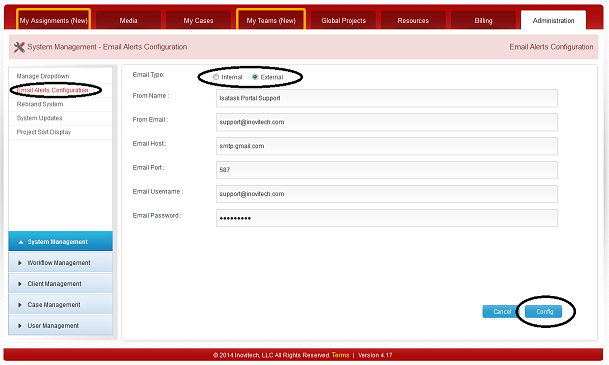 My Assignments (New) Media My Cases My Teams (New) Global Projects Resources Billing Administration
System Management - Email Alerts Configuration Email Alerts Configuration
Manage Dropdown
Email Alerts Configuration
Rebrand System
System Updates
Project Sort Display
System Management
Workflow Management
Client Management
Case Management
User Management
Email Type: Internal External
From Name : Isatask Portal Support
From Email : support@inovitech.com
Email Host : smtp.gmail.com
Email Port : 587
Email Username : support@inovitech.com
Email Password : •••••••••
Cancel Config
© 2014 Inovitech, LLC All Rights Reserved. Terms | Version 4.17